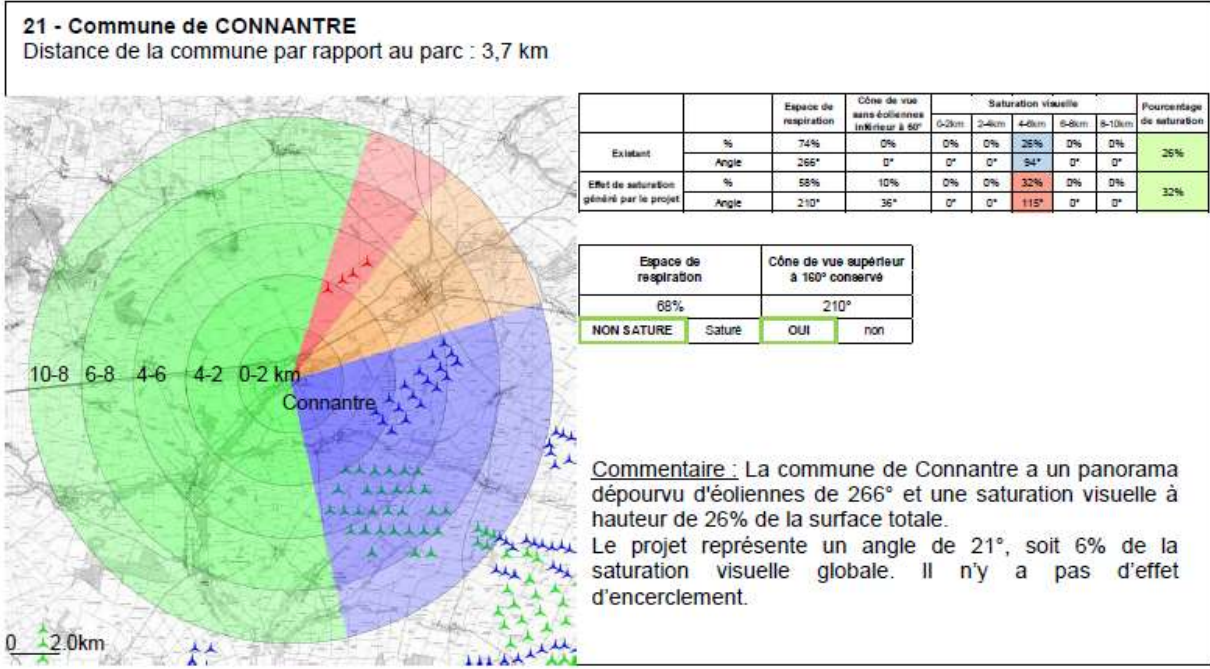 21 - Commune de CONNANTRE
Distance de la commune par rapport au parc : 3,7 km
Espace de respiration
Cône de vue sans éoliennes inférieur à 60°
Saturation visuelle
Pourcentage de saturation
0-2km 2-4km 4-6km 6-8km 8-10km
Existant % 74% 0% 0% 0% 26% 0% 0% 26%
Angle 266° 0° 0° 0° 94° 0° 0°
Effet de saturation généré par le projet % 58% 10% 0% 0% 32% 0% 0% 32%
Angle 210° 36° 0° 0° 115° 0° 0°
Espace de respiration
Cône de vue supérieur à 160° conservé
68% 210°
NON SATURE Saturé OUI non
10-8 6-8 4-6 4-2 0-2 km
Connantre
0 2.0km
Commentaire : La commune de Connantre a un panorama
dépourvu d'éoliennes de 266° et une saturation visuelle à
hauteur de 26% de la surface totale.
Le projet représente un angle de 21°, soit 6% de la
saturation visuelle globale. Il n'y a pas d'effet
d'encerclement.